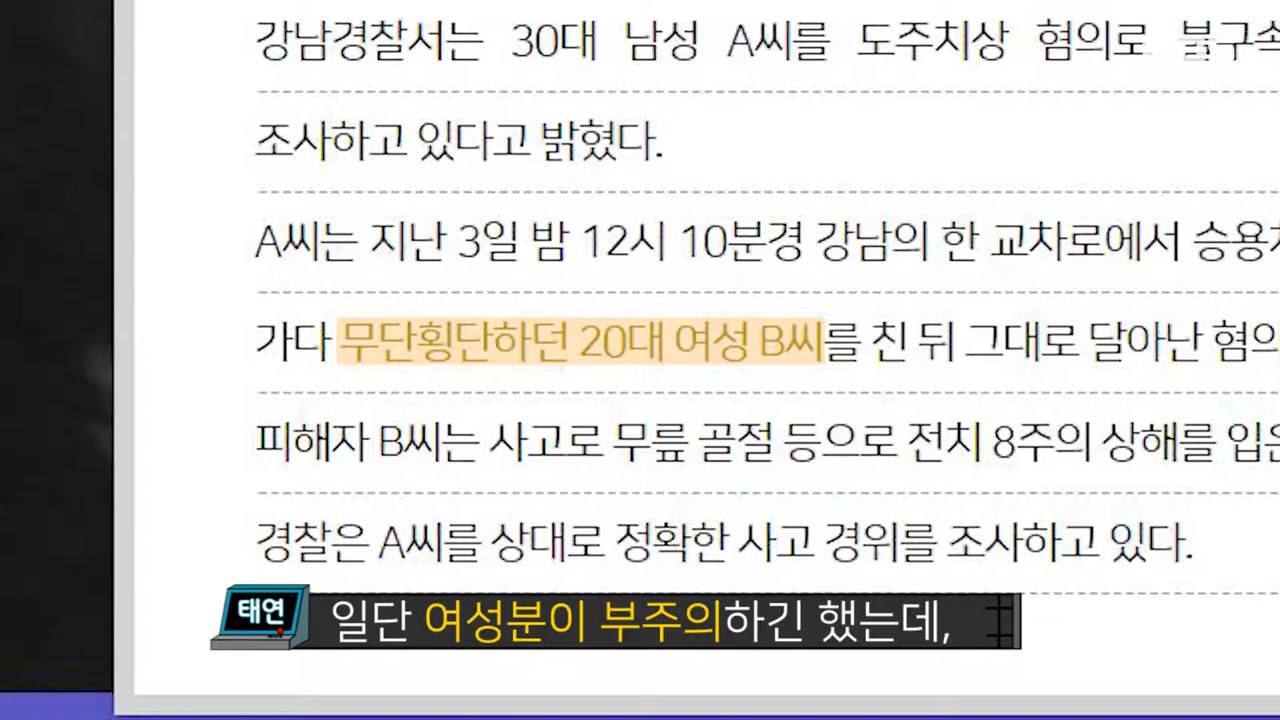 강남경찰서는 30대 남성 A씨를 도주치상 혐의로 불구속
조사하고 있다고 밝혔다.
A씨는 지난 3일 밤 12시 10분경 강남의 한 교차로에서 승용차
가다 무단횡단하던 20대 여성 B씨를 친 뒤 그대로 달아난 혐의
피해자 B씨는 사고로 무릎 골절 등으로 전치 8주의 상해를 입은
경찰은 A씨를 상대로 정확한 사고 경위를 조사하고 있다.
태연
일단 여성분이 부주의하긴 했는데,